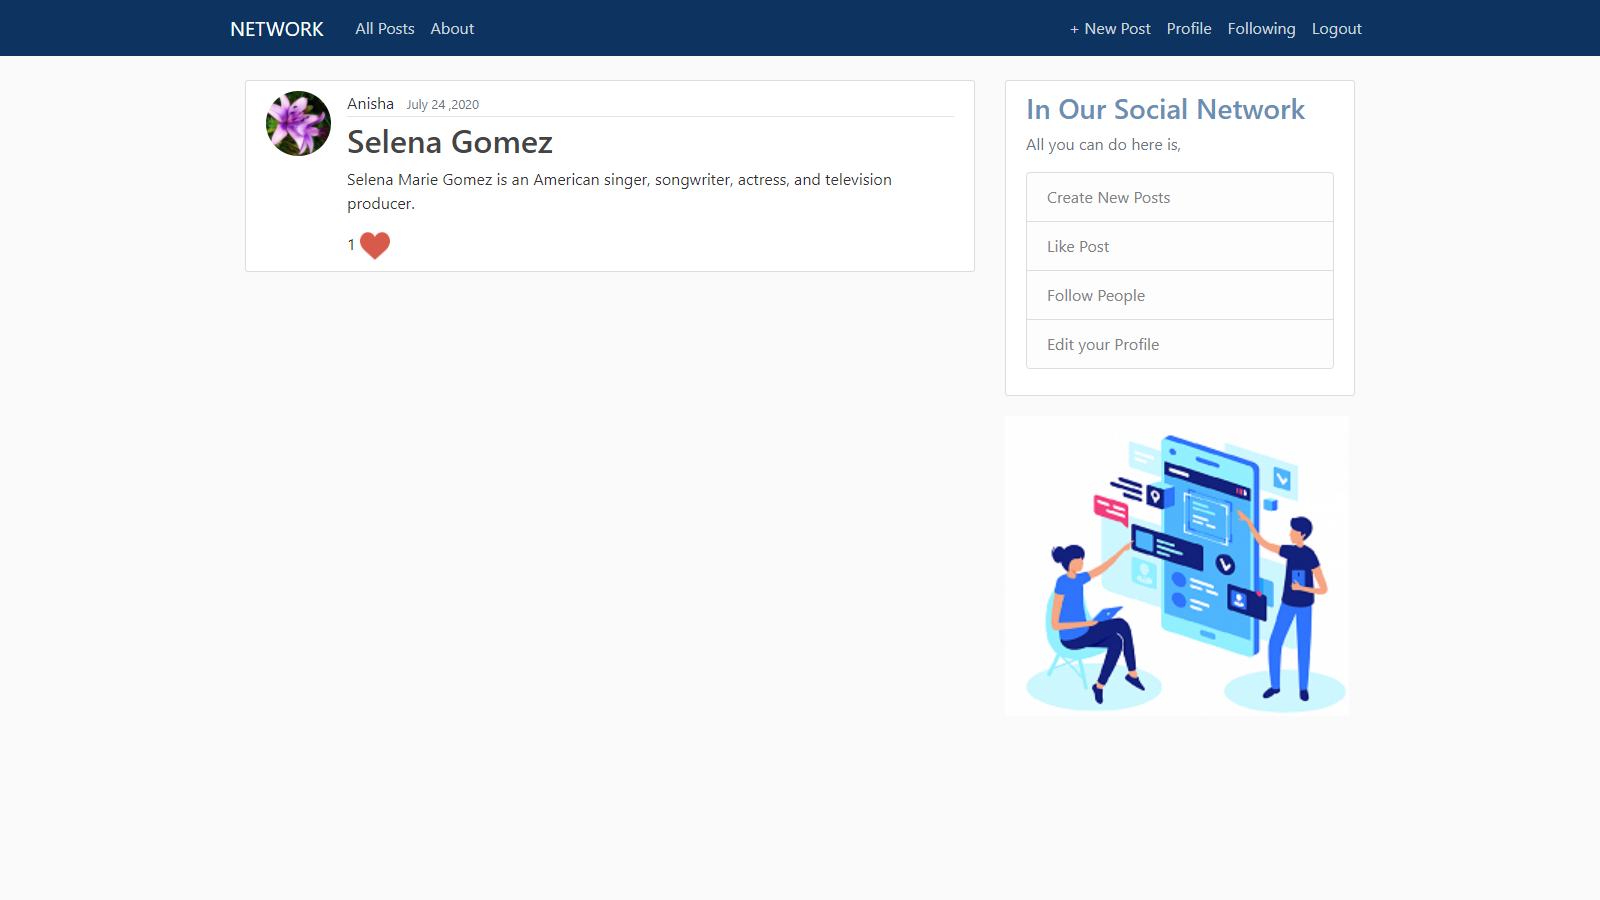 NETWORK All Posts About + New Post Profile Following Logout
Anisha July 24 ,2020
Selena Gomez
Selena Marie Gomez is an American singer, songwriter, actress, and television
producer.
1
In Our Social Network
All you can do here is,
Create New Posts
Like Post
Follow People
Edit your Profile